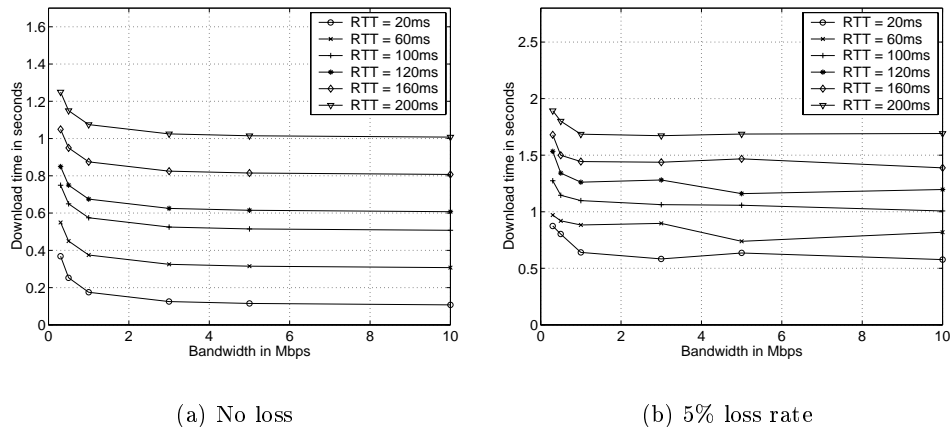 1.6
1.4
1.2
1
0.8
0.6
0.4
0.2
0
Download time in seconds
0 2 4 6 8 10
Bandwidth in Mbps
RTT = 20ms
RTT = 60ms
RTT = 100ms
RTT = 120ms
RTT = 160ms
RTT = 200ms
(a) No loss
2.5
2
1.5
1
0.5
0
Download time in seconds
0 2 4 6 8 10
Bandwidth in Mbps
RTT = 20ms
RTT = 60ms
RTT = 100ms
RTT = 120ms
RTT = 160ms
RTT = 200ms
(b) 5% loss rate